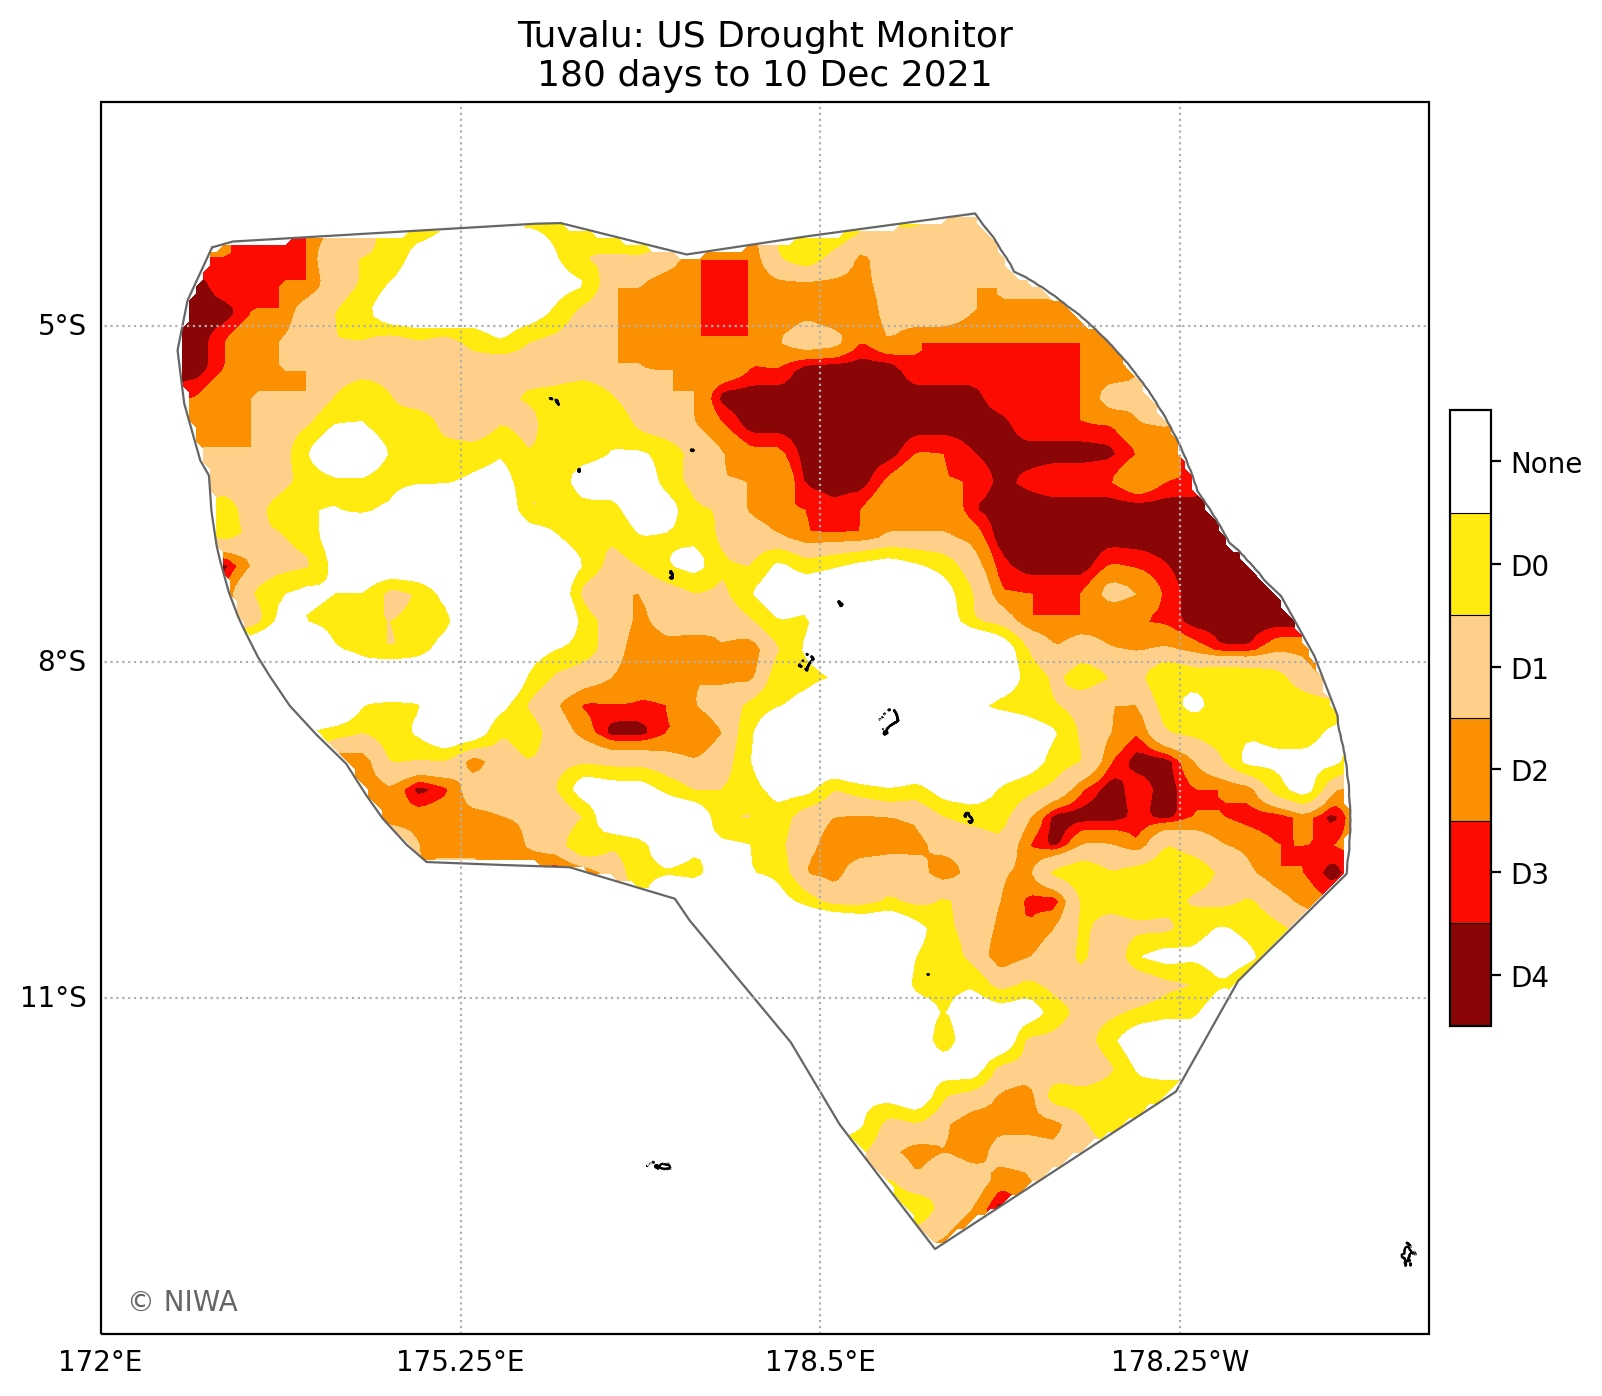 Tuvalu: US Drought Monitor
180 days to 10 Dec 2021
5°S
8°S
11°S
172°E
175.25°E
178.5°E
178.25°W
None
D0
D1
D2
D3
D4
© NIWA